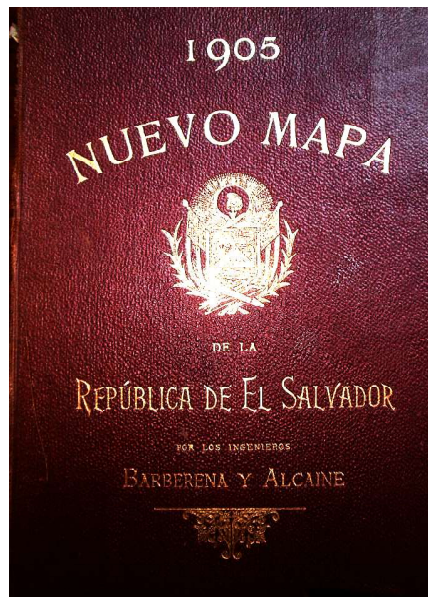 1905
NUEVO MAPA
DE LA
REPÚBLICA DE EL SALVADOR
POR LOS INGENIEROS
BARBERENA Y ALCAINE